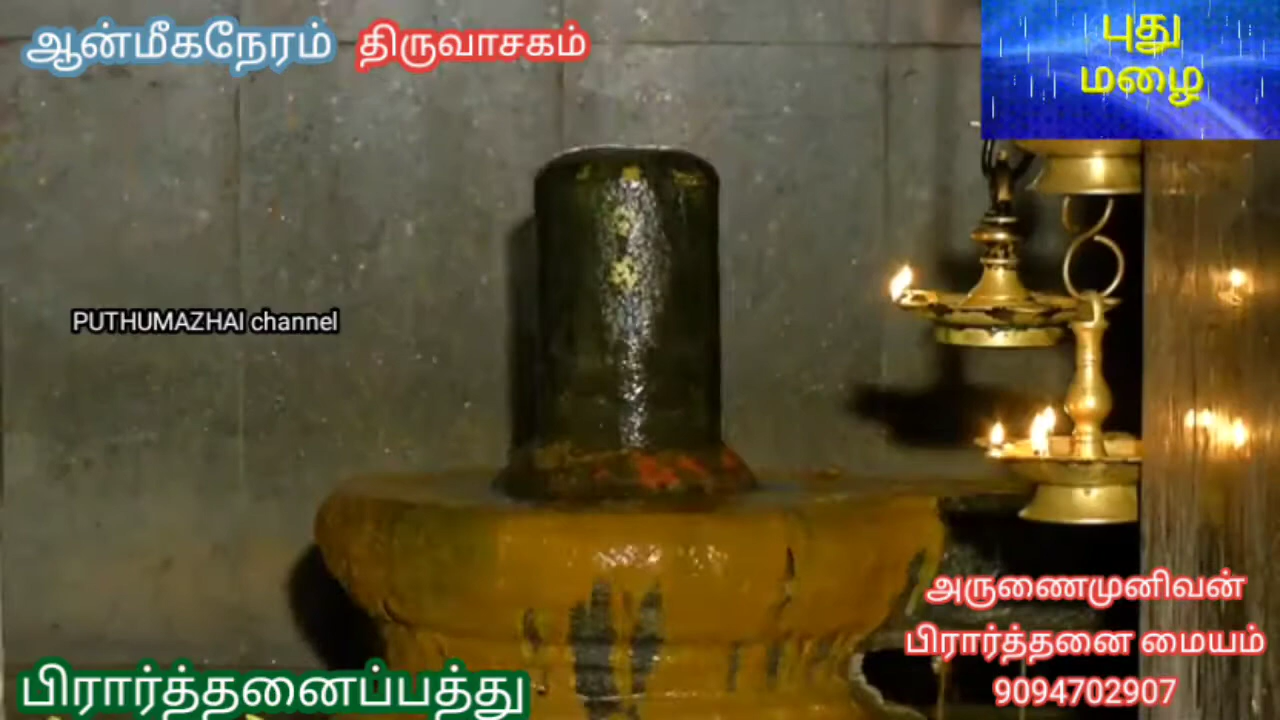 ஆன்மீகநேரம் திருவாசகம்
புது
மழை
PUTHUMAZHAI channel
அருணைமுனிவன்
பிரார்த்தனை மையம்
9094702907
பிரார்த்தனைப்பத்து